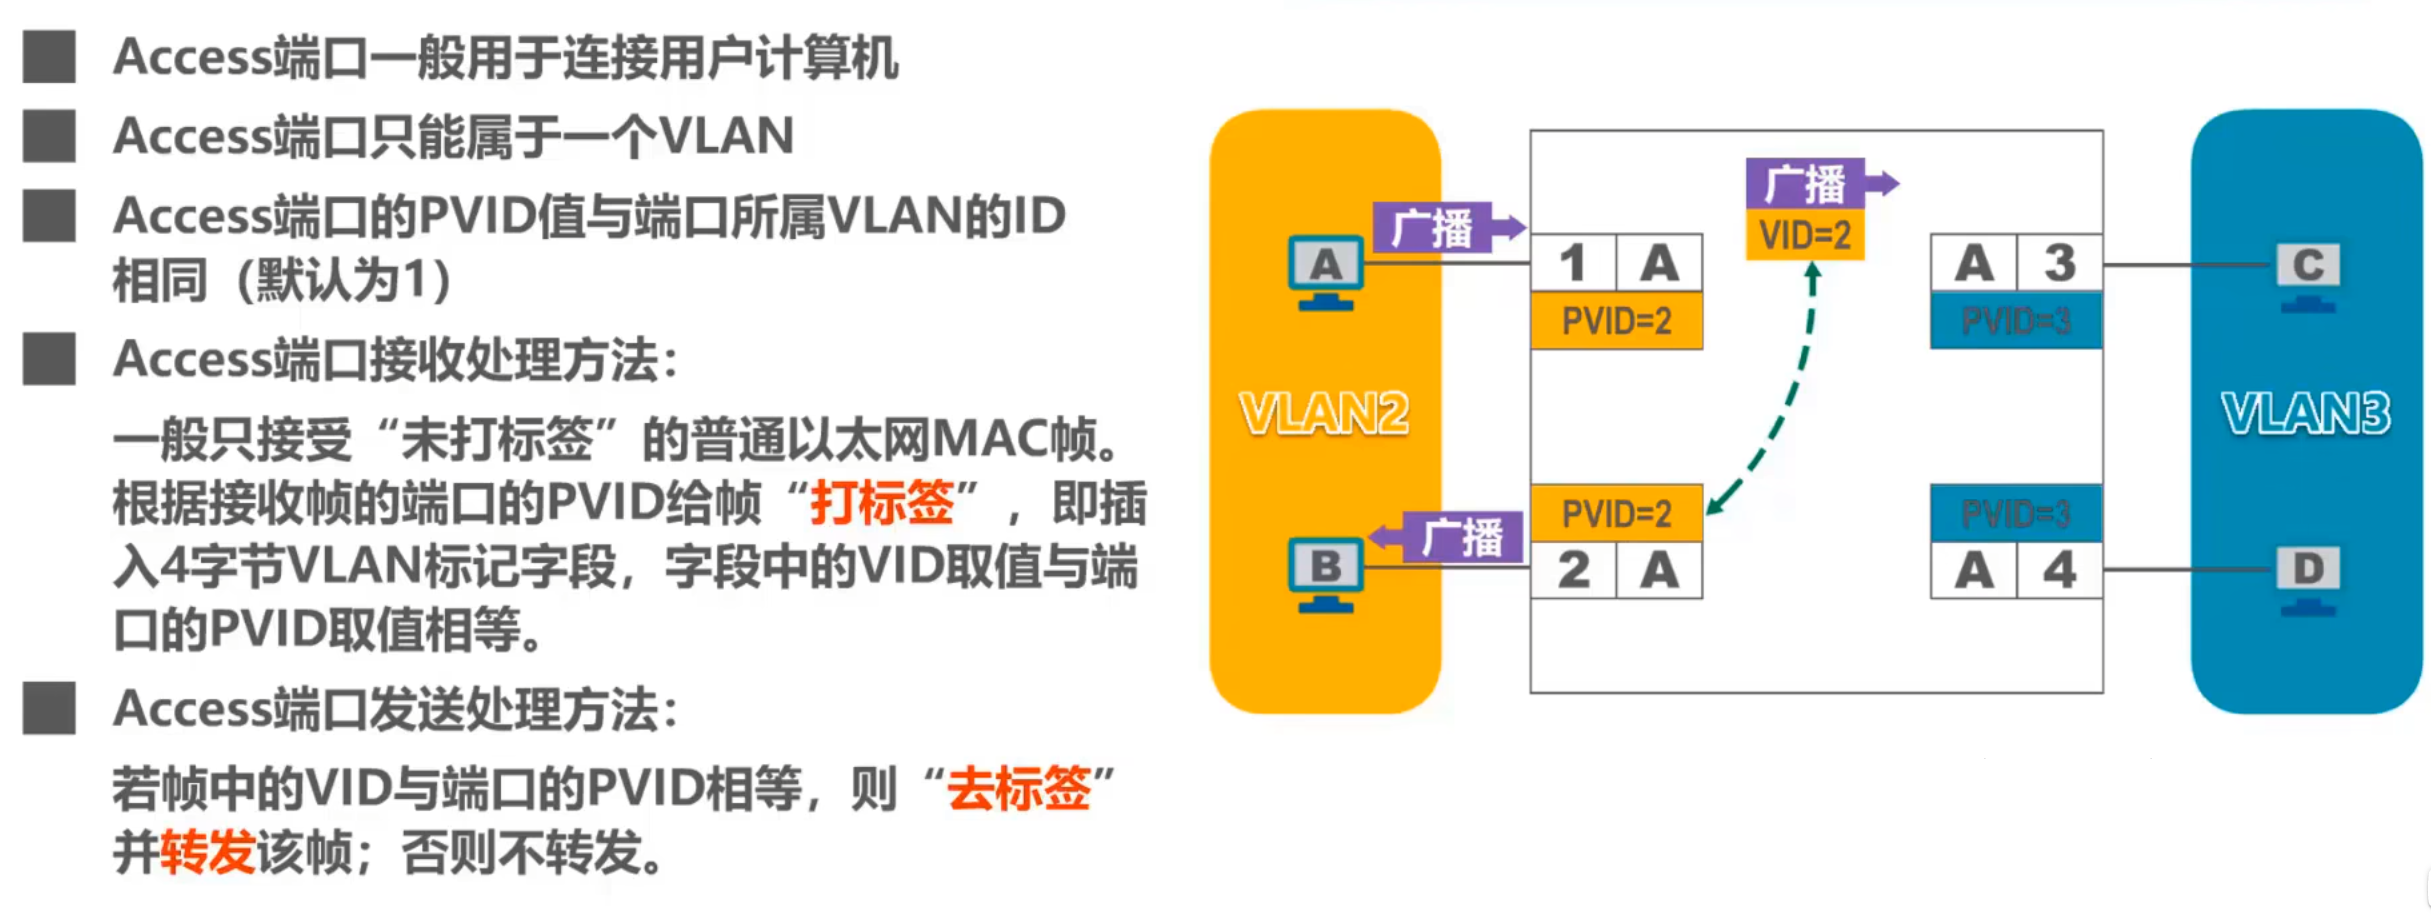 Access端口一般用于连接用户计算机
Access端口只能属于一个VLAN
Access端口的PVID值与端口所属VLAN的ID
相同（默认为1）
Access端口接收处理方法：
一般只接受“未打标签”的普通以太网MAC帧。
根据接收帧的端口的PVID给帧“打标签”，即插
入4字节VLAN标记字段，字段中的VID取值与端
口的PVID取值相等。
Access端口发送处理方法：
若帧中的VID与端口的PVID相等，则“去标签”
并转发该帧；否则不转发。
广播
VID=2
广播
A
1 A
PVID=2
A 3
PVID=3
C
VLAN2
VLAN3
广播
B
PVID=2
2 A
PVID=3
A 4
D